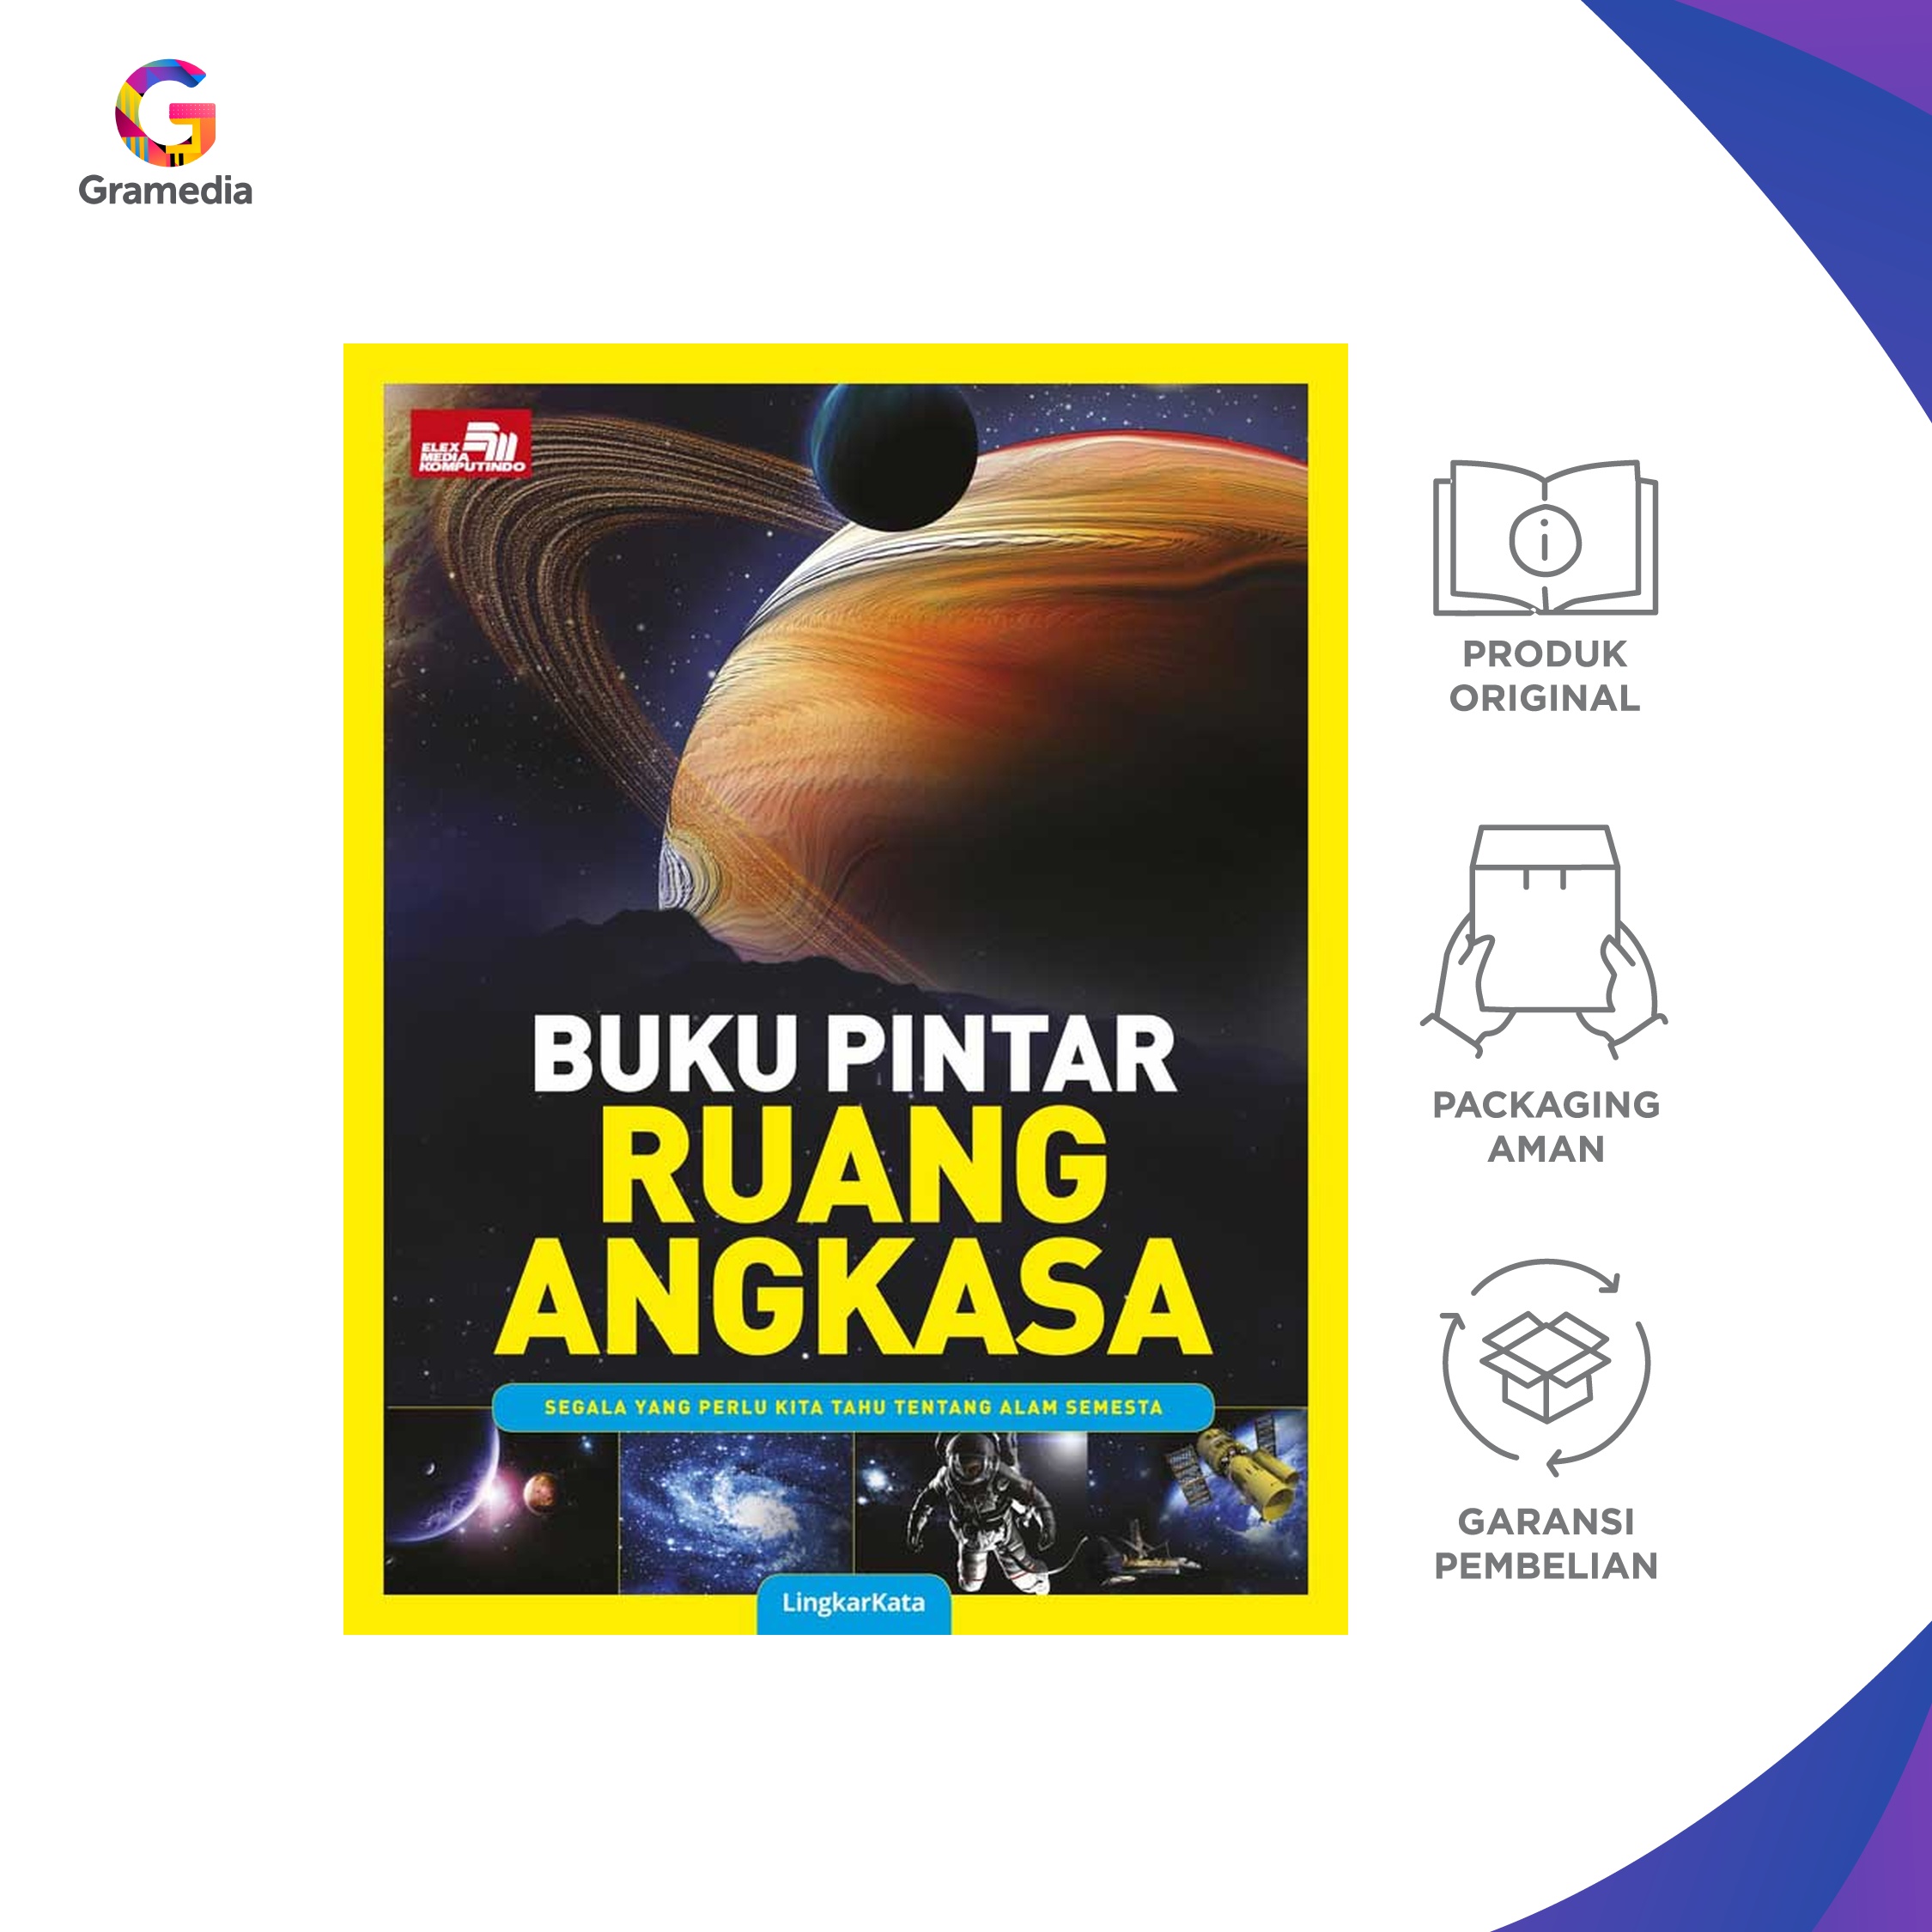 Gramedia
ELEX
MEDIA
KOMPUTINDO
BUKU PINTAR
RUANG
ANGKASA
SEGALA YANG PERLU KITA TAHU TENTANG ALAM SEMESTA
LingkarKata
PRODUK
ORIGINAL
PACKAGING
AMAN
GARANSI
PEMBELIAN